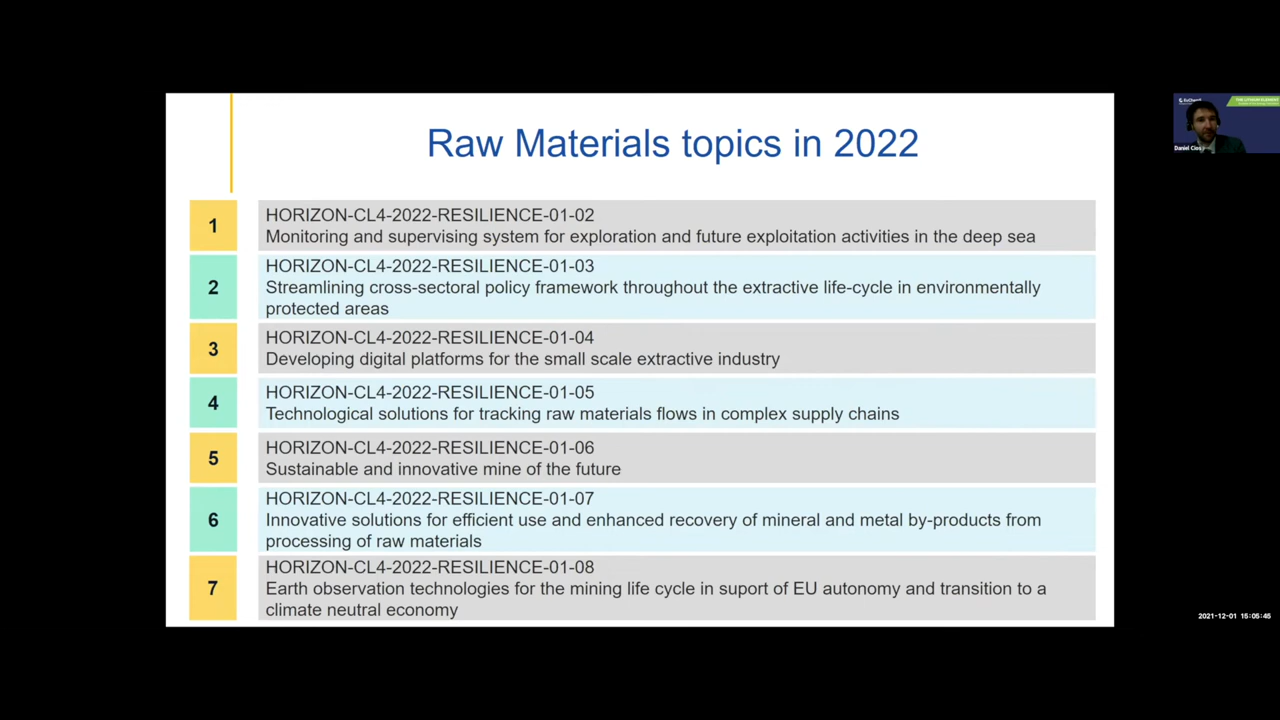 Raw Materials topics in 2022
1
HORIZON-CL4-2022-RESILIENCE-01-02
Monitoring and supervising system for exploration and future exploitation activities in the deep sea
2
HORIZON-CL4-2022-RESILIENCE-01-03
Streamlining cross-sectoral policy framework throughout the extractive life-cycle in environmentally
protected areas
3
HORIZON-CL4-2022-RESILIENCE-01-04
Developing digital platforms for the small scale extractive industry
4
HORIZON-CL4-2022-RESILIENCE-01-05
Technological solutions for tracking raw materials flows in complex supply chains
5
HORIZON-CL4-2022-RESILIENCE-01-06
Sustainable and innovative mine of the future
6
HORIZON-CL4-2022-RESILIENCE-01-07
Innovative solutions for efficient use and enhanced recovery of mineral and metal by-products from
processing of raw materials
7
HORIZON-CL4-2022-RESILIENCE-01-08
Earth observation technologies for the mining life cycle in suport of EU autonomy and transition to a
climate neutral economy
THE LITHIUM ELEMENT
Daniel Cios
2021-12-01 15:05:45